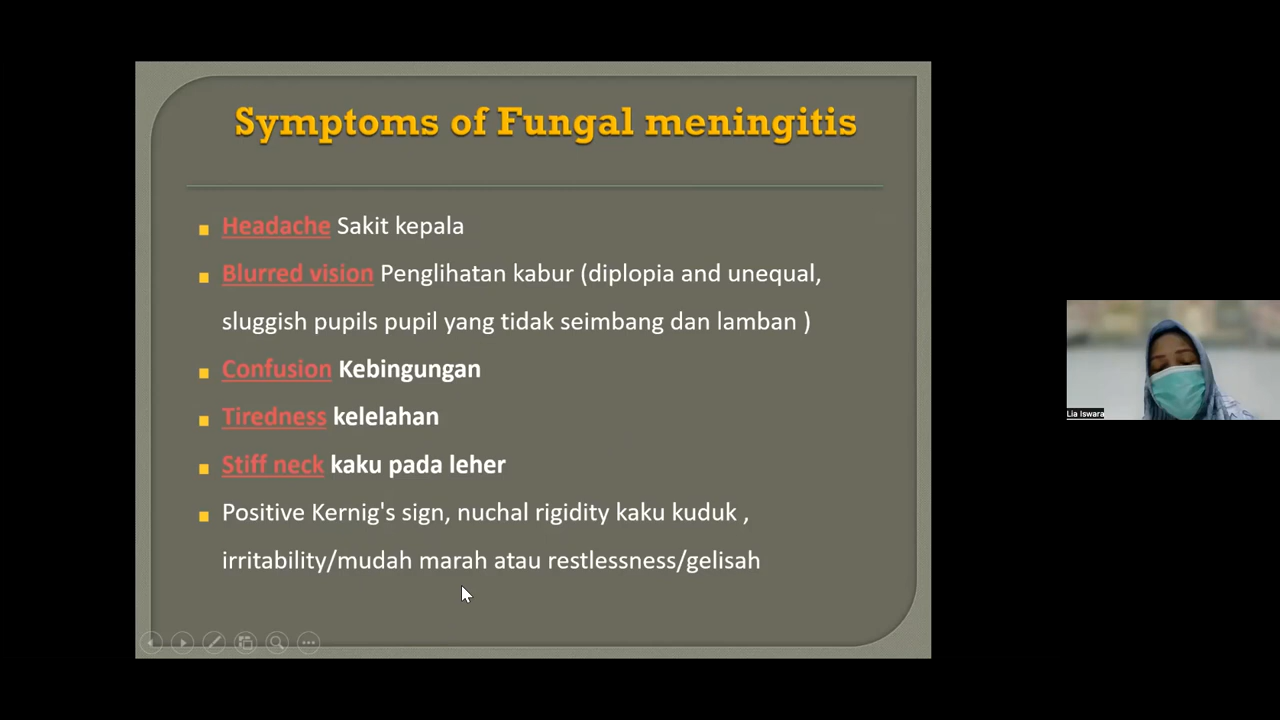 Symptoms of Fungal meningitis
Headache Sakit kepala
Blurred vision Penglihatan kabur (diplopia and unequal,
sluggish pupils pupil yang tidak seimbang dan lamban )
Confusion Kebingungan
Tiredness kelelahan
Stiff neck kaku pada leher
Positive Kernig's sign, nuchal rigidity kaku kuduk ,
irritability/mudah marah atau restlessness/gelisah
Lia Iswara